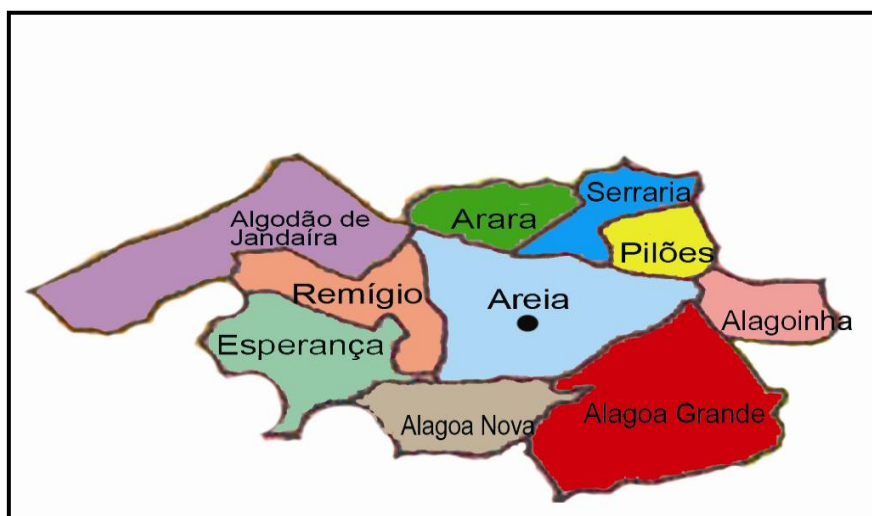 Serraria
Arara
Algodão de
Jandaíra
Pilões
Remígio
Areia
Alagoinha
Esperança
Alagoa Grande
Alagoa Nova